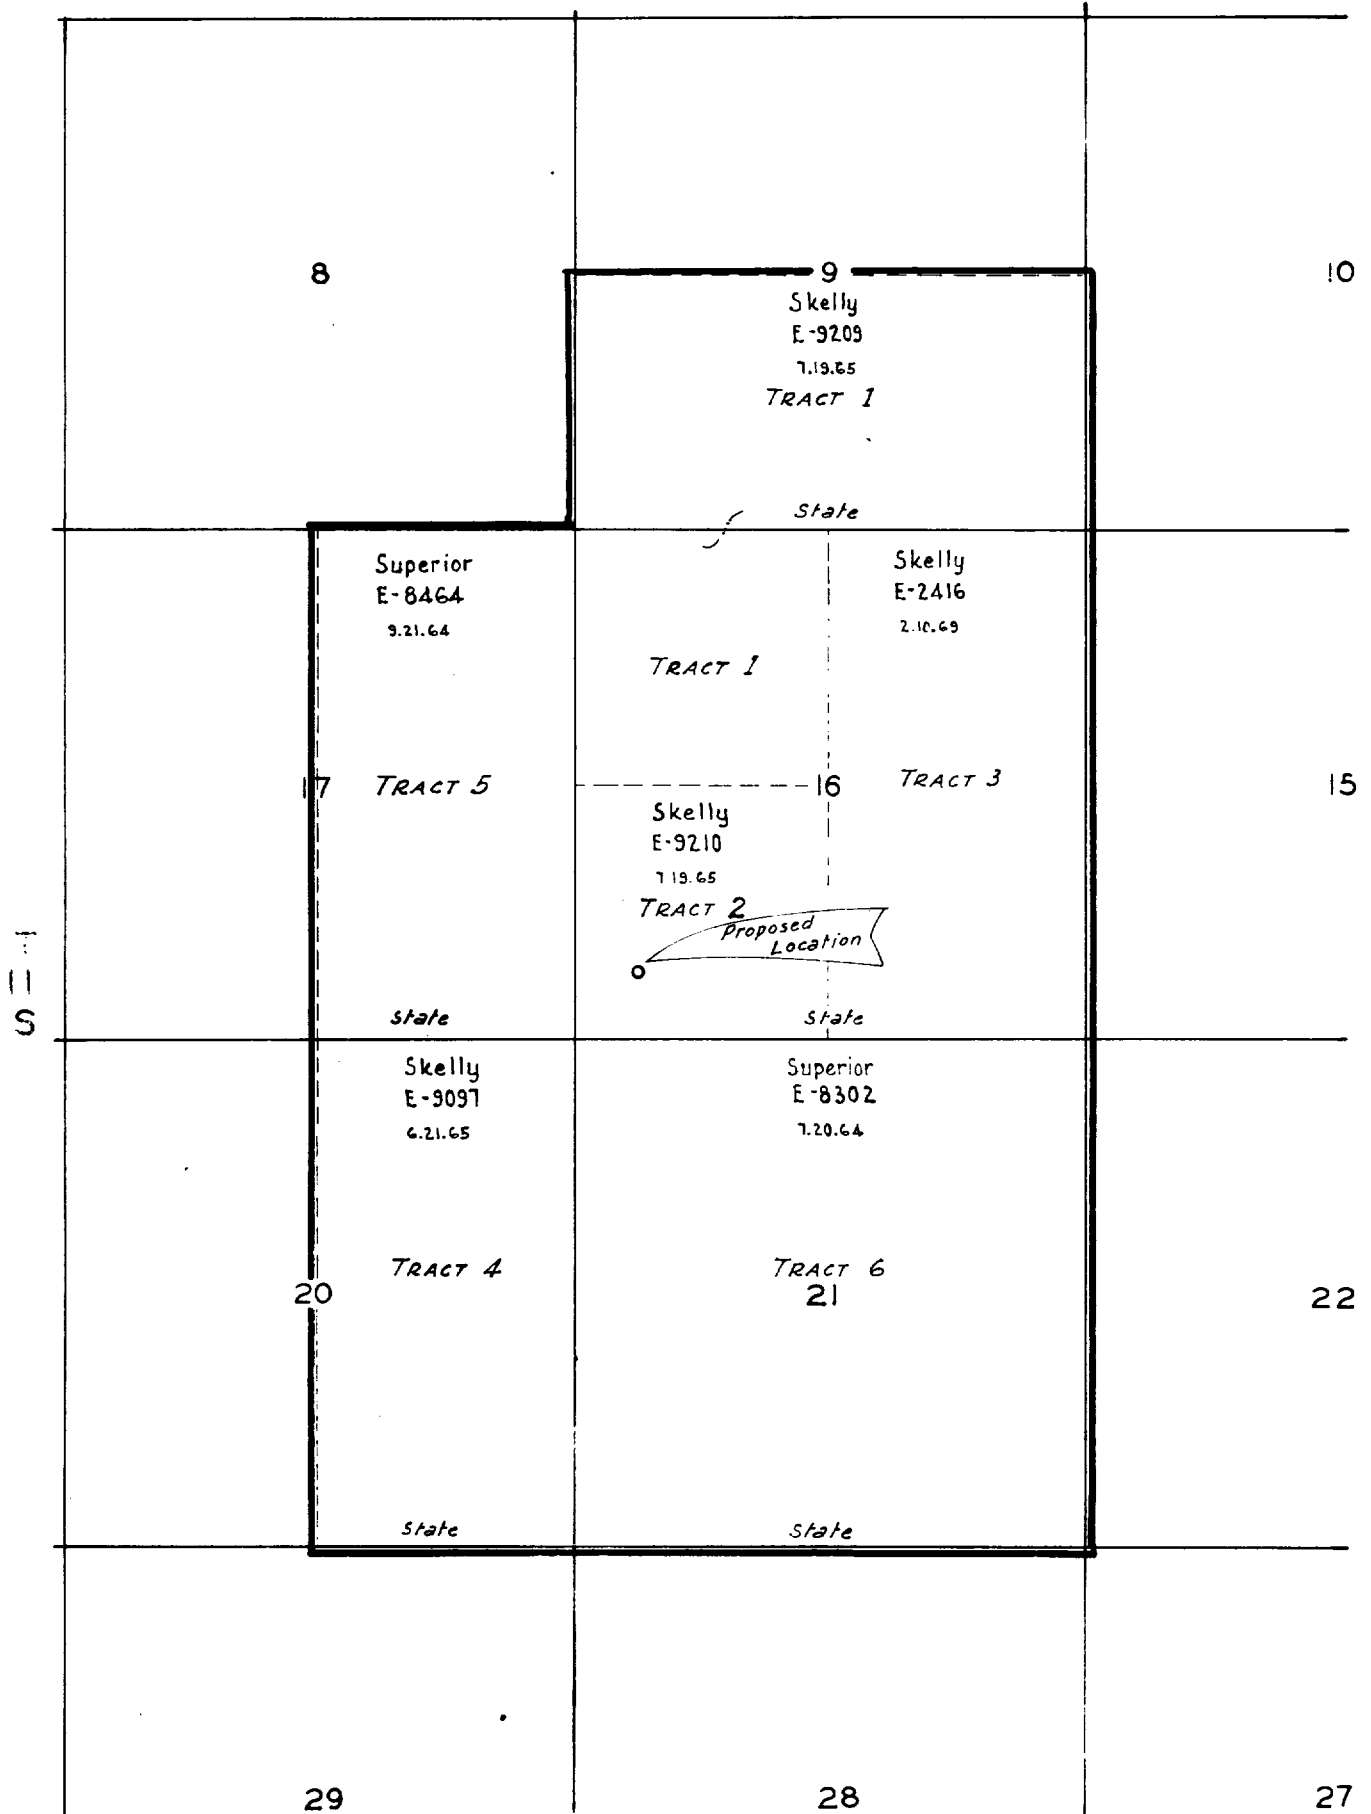 8
9
10
Skelly
E-9209
7.19.65
TRACT 1
State
Superior
E-8464
9.21.64
Skelly
E-2416
2.10.69
TRACT 1
17
TRACT 5
16
TRACT 3
15
Skelly
E-9210
7 19.65
TRACT 2
Proposed
Location
T
11
S
State
State
Skelly
E-9097
6.21.65
Superior
E-8302
7.20.64
TRACT 4
TRACT 6
20
21
22
State
State
29
28
27